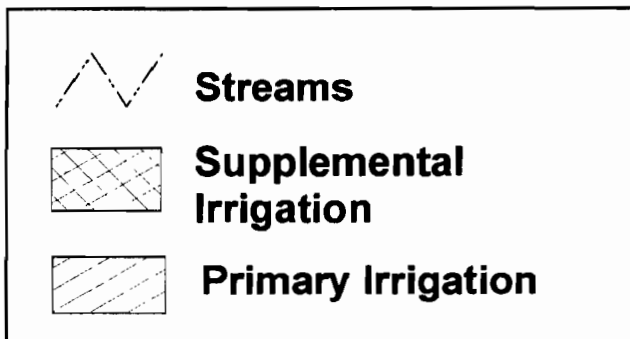 Streams
Supplemental
Irrigation
Primary Irrigation